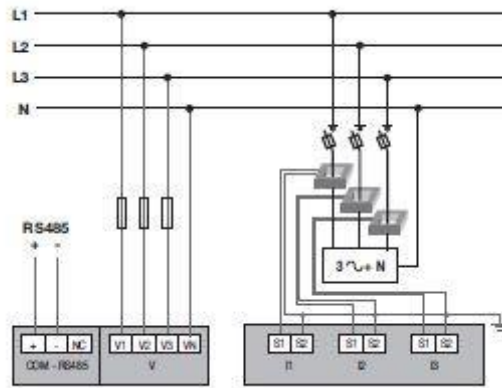 L1
L2
L3
N
RS485
+ -
3 ∿ + N
+ - NC
V1 V2 V3 VN
S1 S2 S1 S2 S1 S2
COM - RS485
V
I1 I2 I3